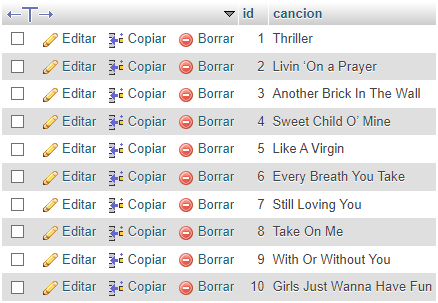 id cancion
Editar Copiar Borrar 1 Thriller
Editar Copiar Borrar 2 Livin ‘On a Prayer
Editar Copiar Borrar 3 Another Brick In The Wall
Editar Copiar Borrar 4 Sweet Child O’ Mine
Editar Copiar Borrar 5 Like A Virgin
Editar Copiar Borrar 6 Every Breath You Take
Editar Copiar Borrar 7 Still Loving You
Editar Copiar Borrar 8 Take On Me
Editar Copiar Borrar 9 With Or Without You
Editar Copiar Borrar 10 Girls Just Wanna Have Fun